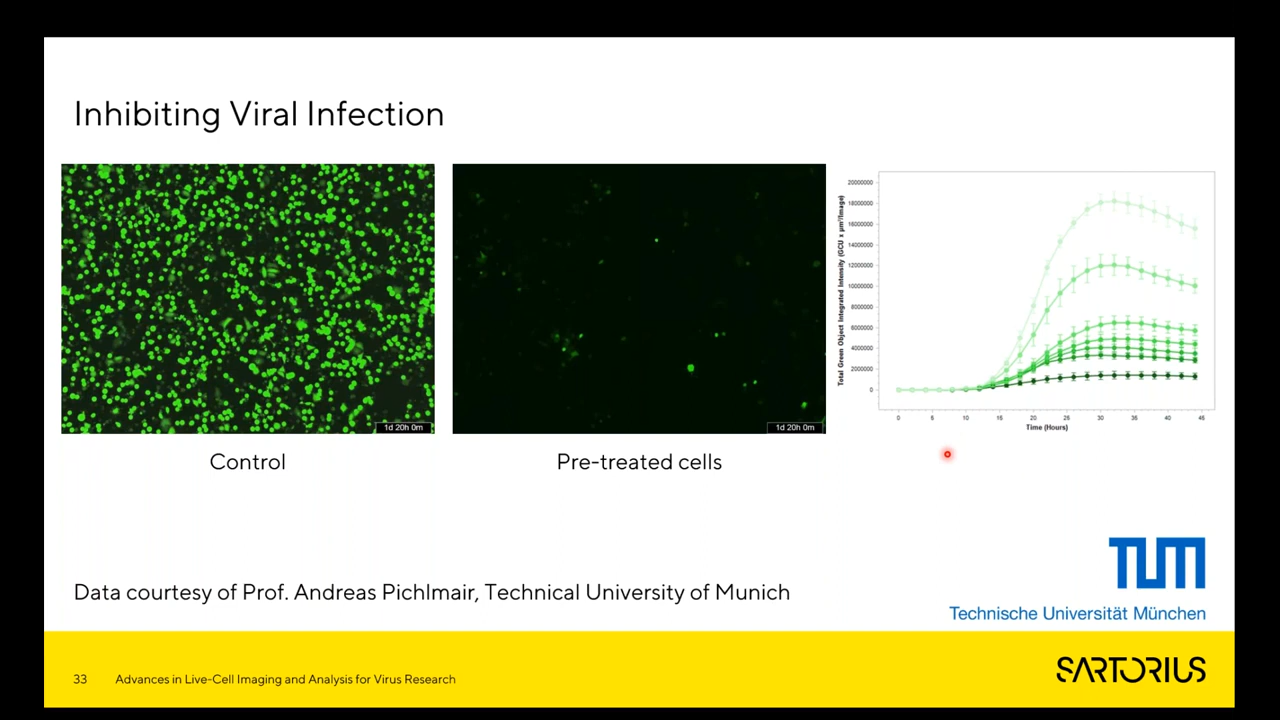 Inhibiting Viral Infection
1d 20h 0m
Control
1d 20h 0m
Pre-treated cells
Total Green Object Integrated Intensity (GCU x µm²/Image)
20000000
18000000
16000000
14000000
12000000
10000000
8000000
6000000
4000000
2000000
0
0 5 10 15 20 25 30 35 40 45
Time (Hours)
Data courtesy of Prof. Andreas Pichlmair, Technical University of Munich
TUM
Technische Universität München
33 Advances in Live-Cell Imaging and Analysis for Virus Research
SARTORIUS